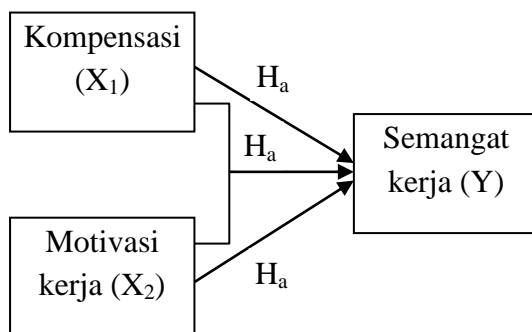 Kompensasi
(X₁)
Hₐ
Hₐ
Semangat
kerja (Y)
Motivasi
kerja (X₂)
Hₐ